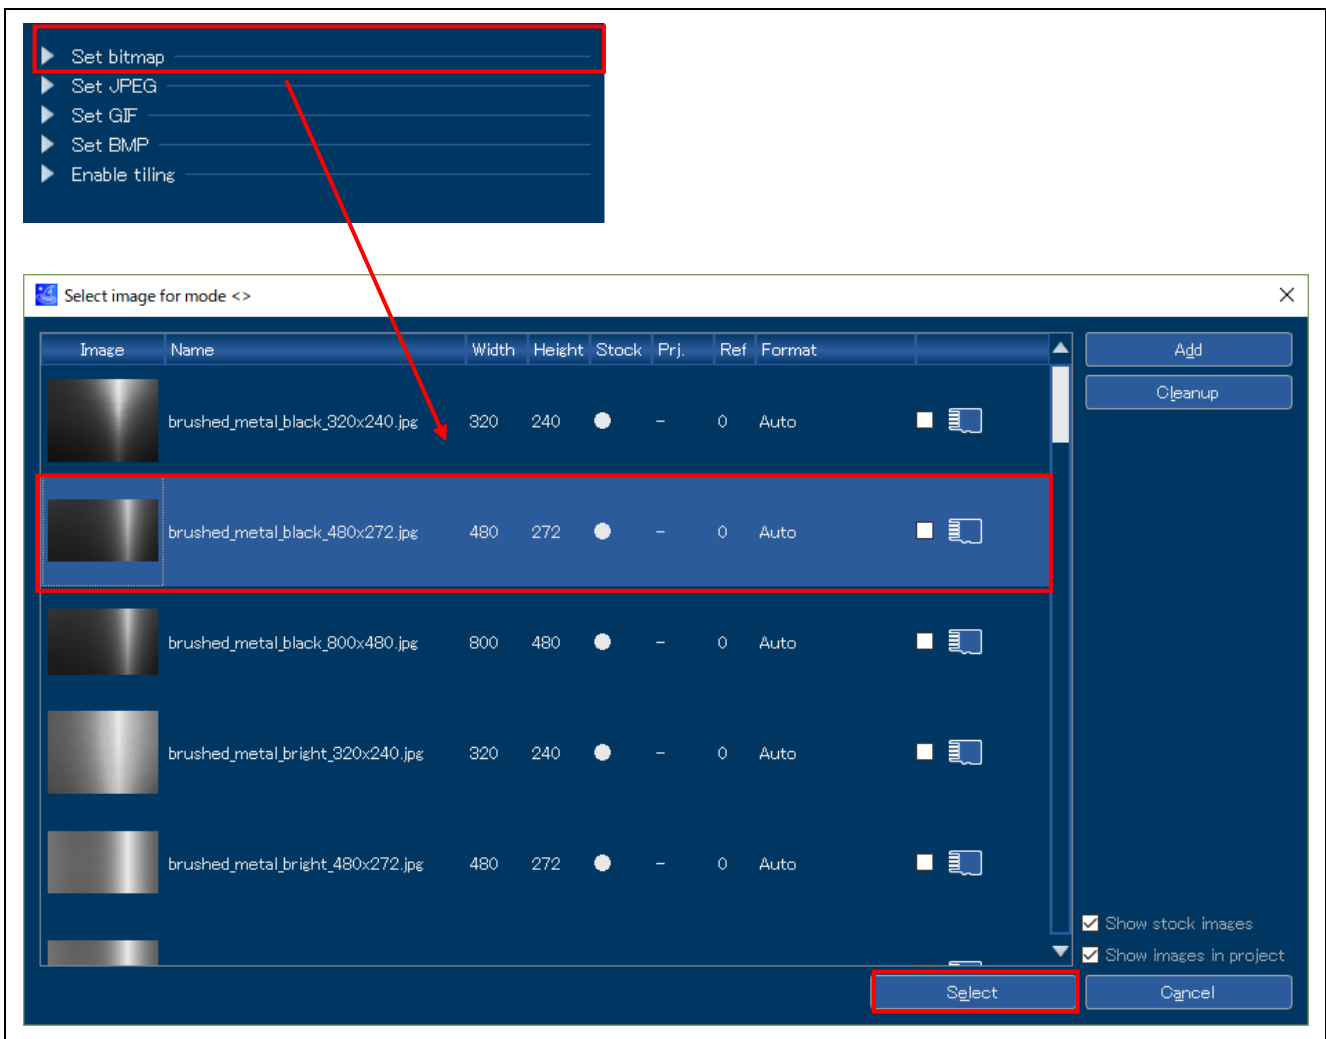 Set bitmap
Set JPEG
Set GIF
Set BMP
Enable tiling
Select image for mode <>
Image Name Width Height Stock Prj. Ref Format
Add
Cleanup
brushed_metal_black_320x240.jpg 320 240 - 0 Auto
brushed_metal_black_480x272.jpg 480 272 - 0 Auto
brushed_metal_black_800x480.jpg 800 480 - 0 Auto
brushed_metal_bright_320x240.jpg 320 240 - 0 Auto
brushed_metal_bright_480x272.jpg 480 272 - 0 Auto
Show stock images
Show images in project
Select
Cancel